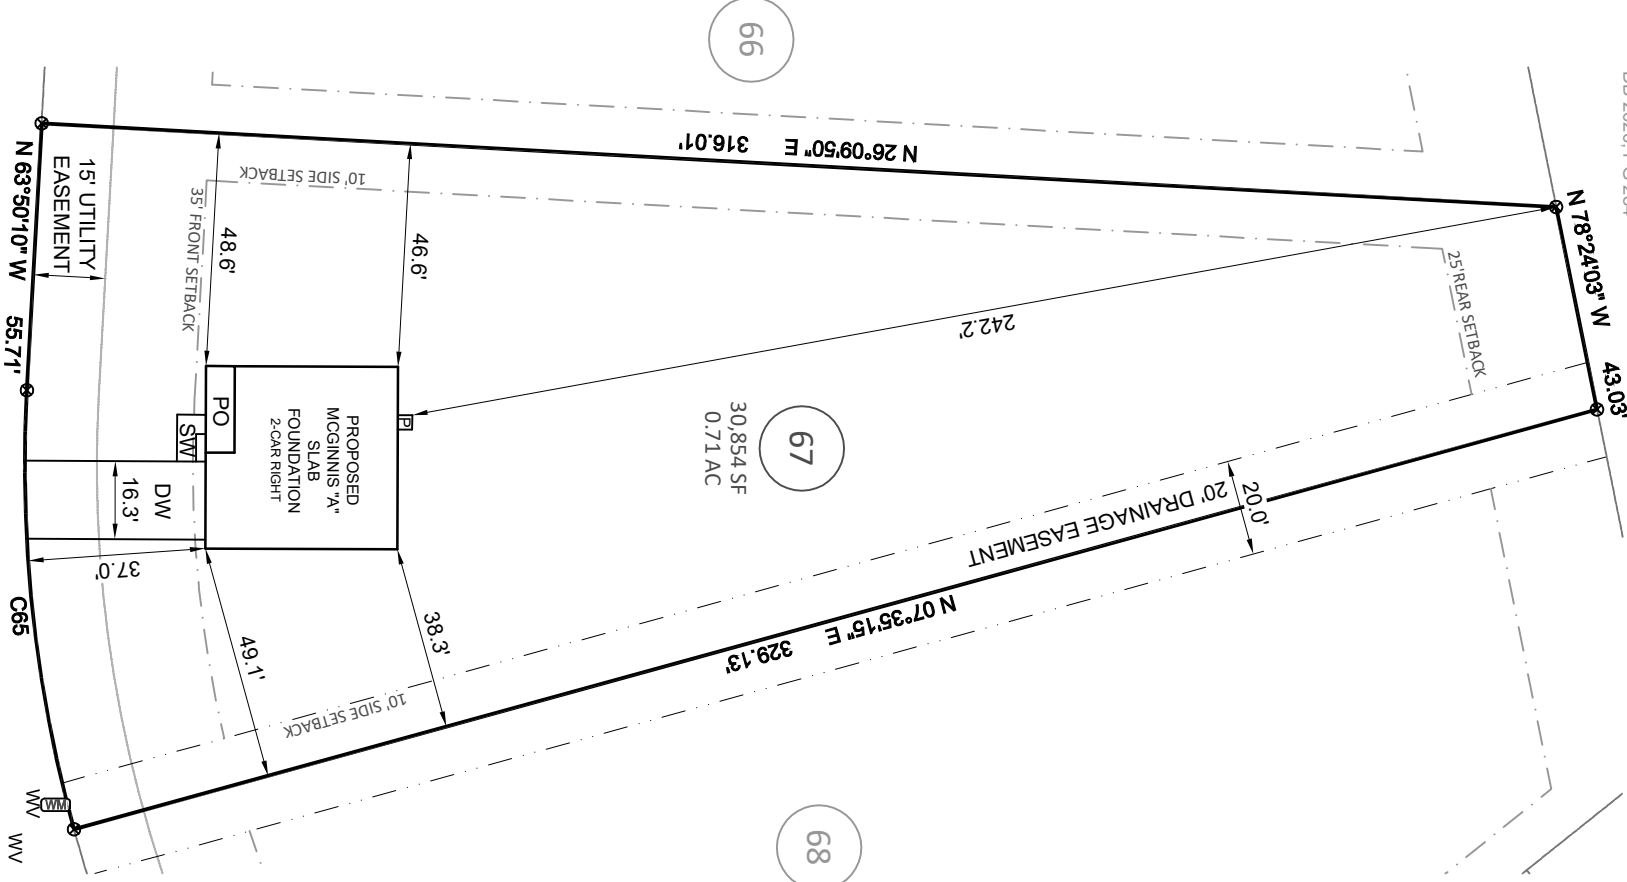 66
N 26°09'50" E 316.01'
10' SIDE SETBACK
N 78°24'03" W 43.03'
25'REAR SETBACK
N 63°50'10" W 55.71'
15' UTILITY
EASEMENT
35' FRONT SETBACK
48.6'
46.6'
242.2'
67
30,854 SF
0.71 AC
PROPOSED
MCGINNIS "A"
SLAB
FOUNDATION
2-CAR RIGHT
P
PO
SW
DW
16.3'
37.0'
C65
49.1'
38.3'
20' DRAINAGE EASEMENT
20.0'
N 07°35'15" E 329.13'
10' SIDE SETBACK
WM
WV
WV
68